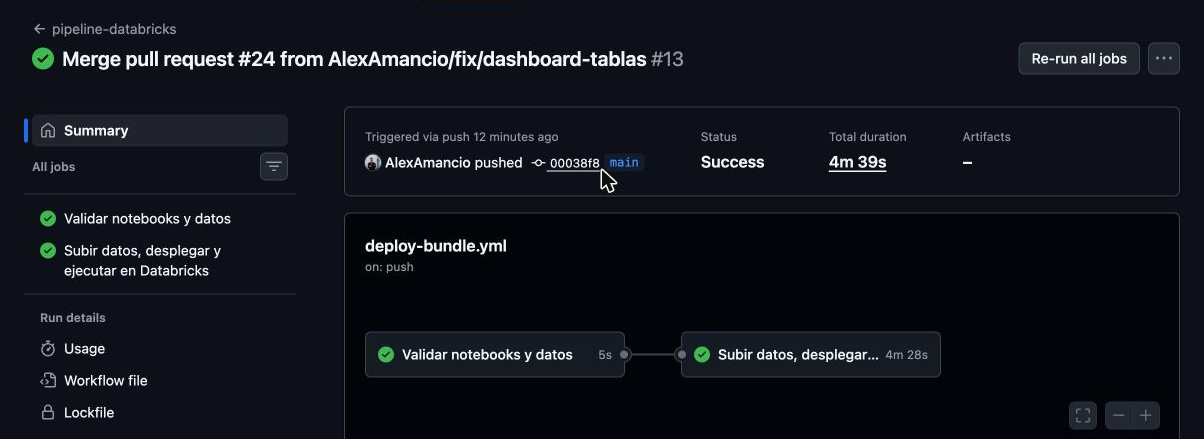 pipeline-databricks
Merge pull request #24 from AlexAmancio/fix/dashboard-tablas #13
Re-run all jobs
Summary
All jobs
Validar notebooks y datos
Subir datos, desplegar y
ejecutar en Databricks
Run details
Usage
Workflow file
Lockfile
Triggered via push 12 minutes ago
AlexAmancio pushed 00038f8 main
Status
Success
Total duration
4m 39s
Artifacts
–
deploy-bundle.yml
on: push
Validar notebooks y datos 5s
Subir datos, desplegar... 4m 28s